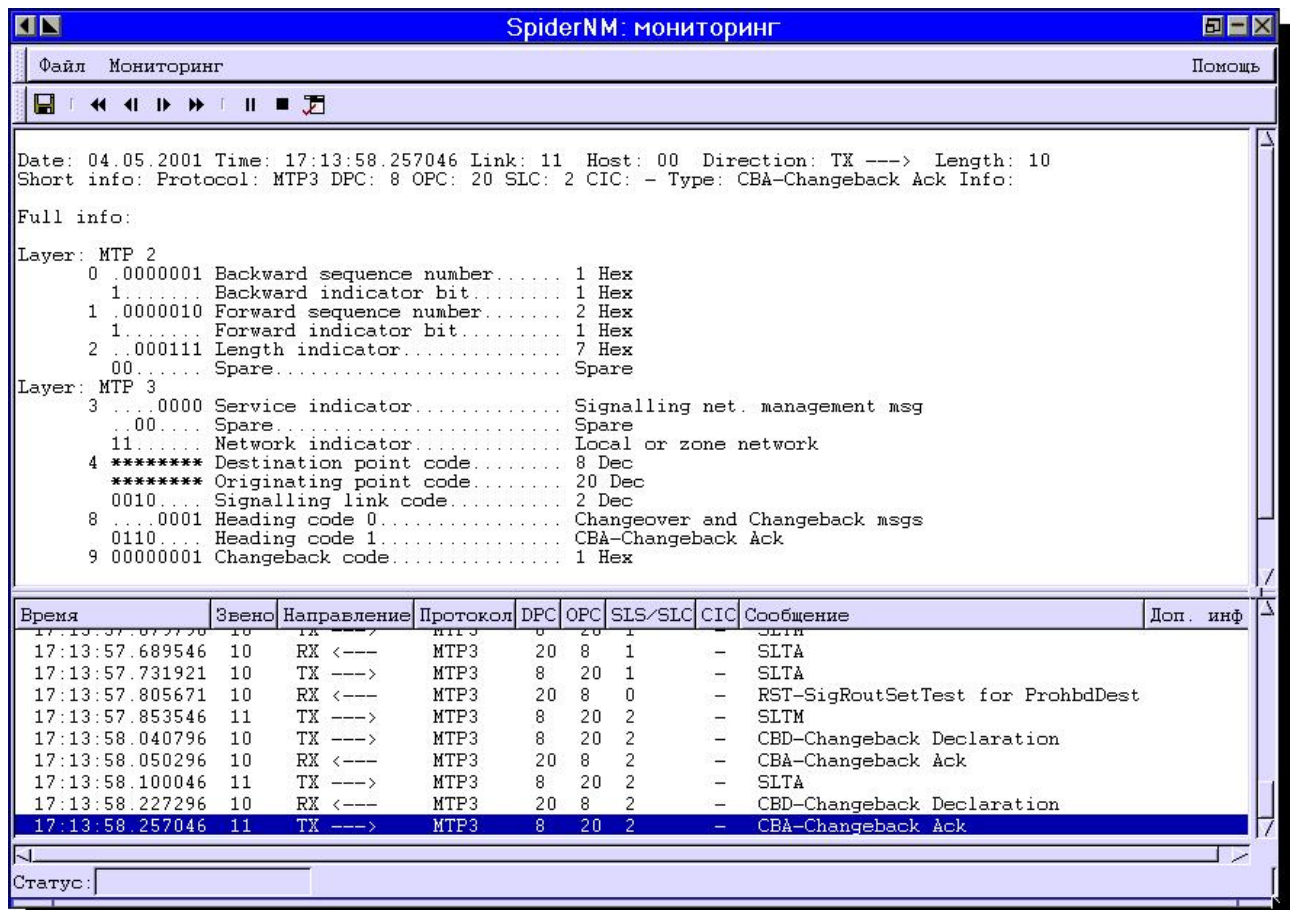 SpiderNM: мониторинг
Файл Мониторинг Помощь
Date: 04.05.2001 Time: 17:13:58.257046 Link: 11 Host: 00 Direction: TX ---> Length: 10
Short info: Protocol: MTP3 DPC: 8 OPC: 20 SLC: 2 CIC: - Type: CBA-Changeback Ack Info:
Full info:
Layer: MTP 2
0 .0000001 Backward sequence number...... 1 Hex
1....... Backward indicator bit........ 1 Hex
1 .0000010 Forward sequence number....... 2 Hex
1....... Forward indicator bit......... 1 Hex
2 ..000111 Length indicator.............. 7 Hex
00...... Spare......................... Spare
Layer: MTP 3
3 ....0000 Service indicator............. Signalling net. management msg
..00.... Spare......................... Spare
11...... Network indicator............. Local or zone network
4 ******** Destination point code........ 8 Dec
******** Originating point code........ 20 Dec
0010.... Signalling link code.......... 2 Dec
8 ....0001 Heading code 0................ Changeover and Changeback msgs
0110.... Heading code 1................ CBA-Changeback Ack
9 00000001 Changeback code............... 1 Hex
Время Звено Направление Протокол DPC OPC SLS/SLC CIC Сообщение Доп. инф
17:13:57.689546 10 RX <--- MTP3 20 8 1 - SLTA
17:13:57.731921 10 TX ---> MTP3 8 20 1 - SLTA
17:13:57.805671 10 RX <--- MTP3 20 8 0 - RST-SigRoutSetTest for ProhbdDest
17:13:57.853546 11 TX ---> MTP3 8 20 2 - SLTM
17:13:58.040796 10 TX ---> MTP3 8 20 2 - CBD-Changeback Declaration
17:13:58.050296 10 RX <--- MTP3 20 8 2 - CBA-Changeback Ack
17:13:58.100046 11 TX ---> MTP3 8 20 2 - SLTA
17:13:58.227296 10 RX <--- MTP3 20 8 2 - CBD-Changeback Declaration
17:13:58.257046 11 TX ---> MTP3 8 20 2 - CBA-Changeback Ack
Статус: